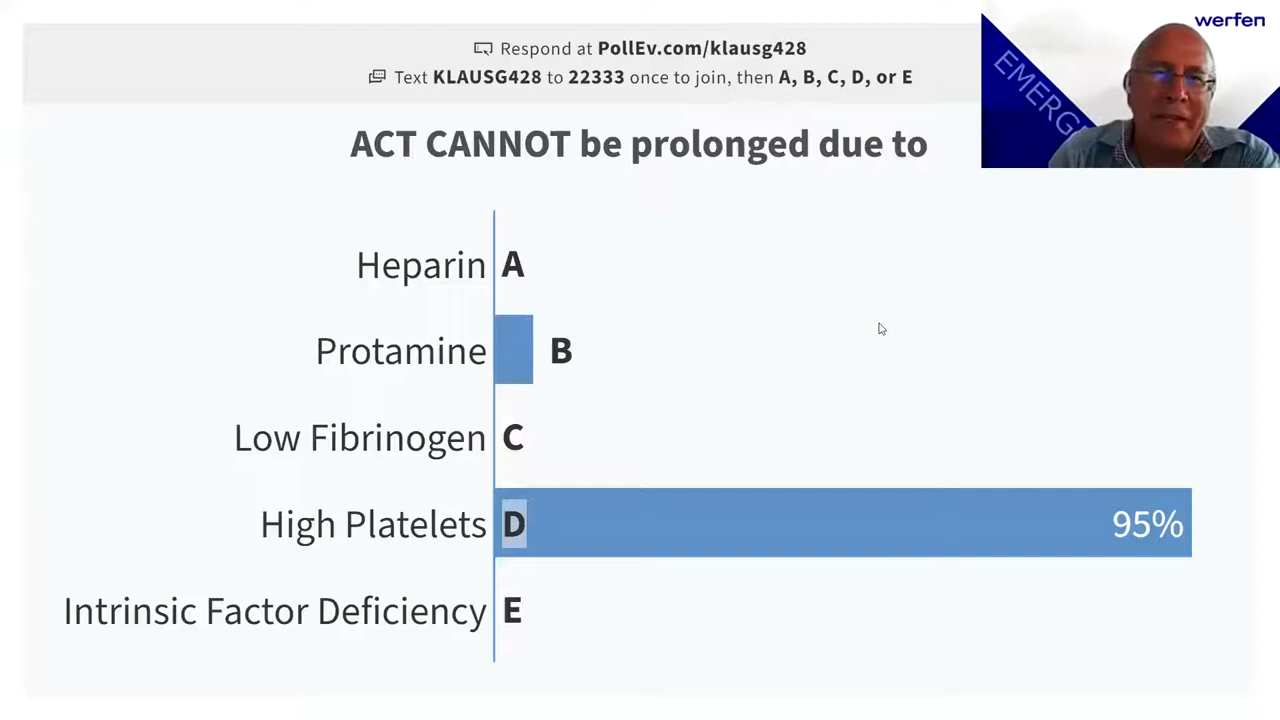 werfen
Respond at PollEv.com/klausg428
Text KLAUSG428 to 22333 once to join, then A, B, C, D, or E
EMERG
ACT CANNOT be prolonged due to
Heparin A
Protamine B
Low Fibrinogen C
High Platelets D 95%
Intrinsic Factor Deficiency E